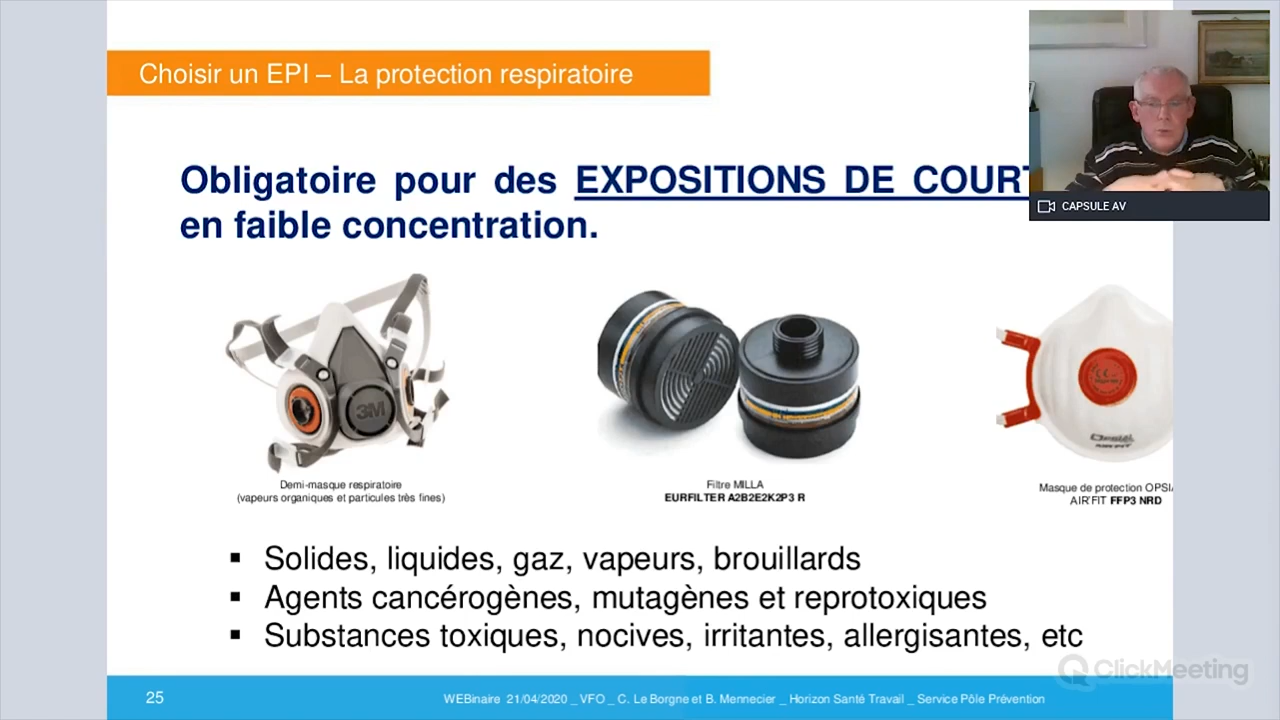 Choisir un EPI – La protection respiratoire
Obligatoire pour des EXPOSITIONS DE COURT
en faible concentration.
CAPSULE AV
3M
Demi-masque respiratoire
(vapeurs organiques et particules très fines)
Filtre MILLA
EURFILTER A2B2E2K2P3 R
Masque de protection OPSIA
AIR'FIT FFP3 NRD
▪ Solides, liquides, gaz, vapeurs, brouillards
▪ Agents cancérogènes, mutagènes et reprotoxiques
▪ Substances toxiques, nocives, irritantes, allergisantes, etc
ClickMeeting
25
WEBinaire 21/04/2020 _ VFO _ C. Le Borgne et B. Mennecier _ Horizon Santé Travail _ Service Pôle Prévention